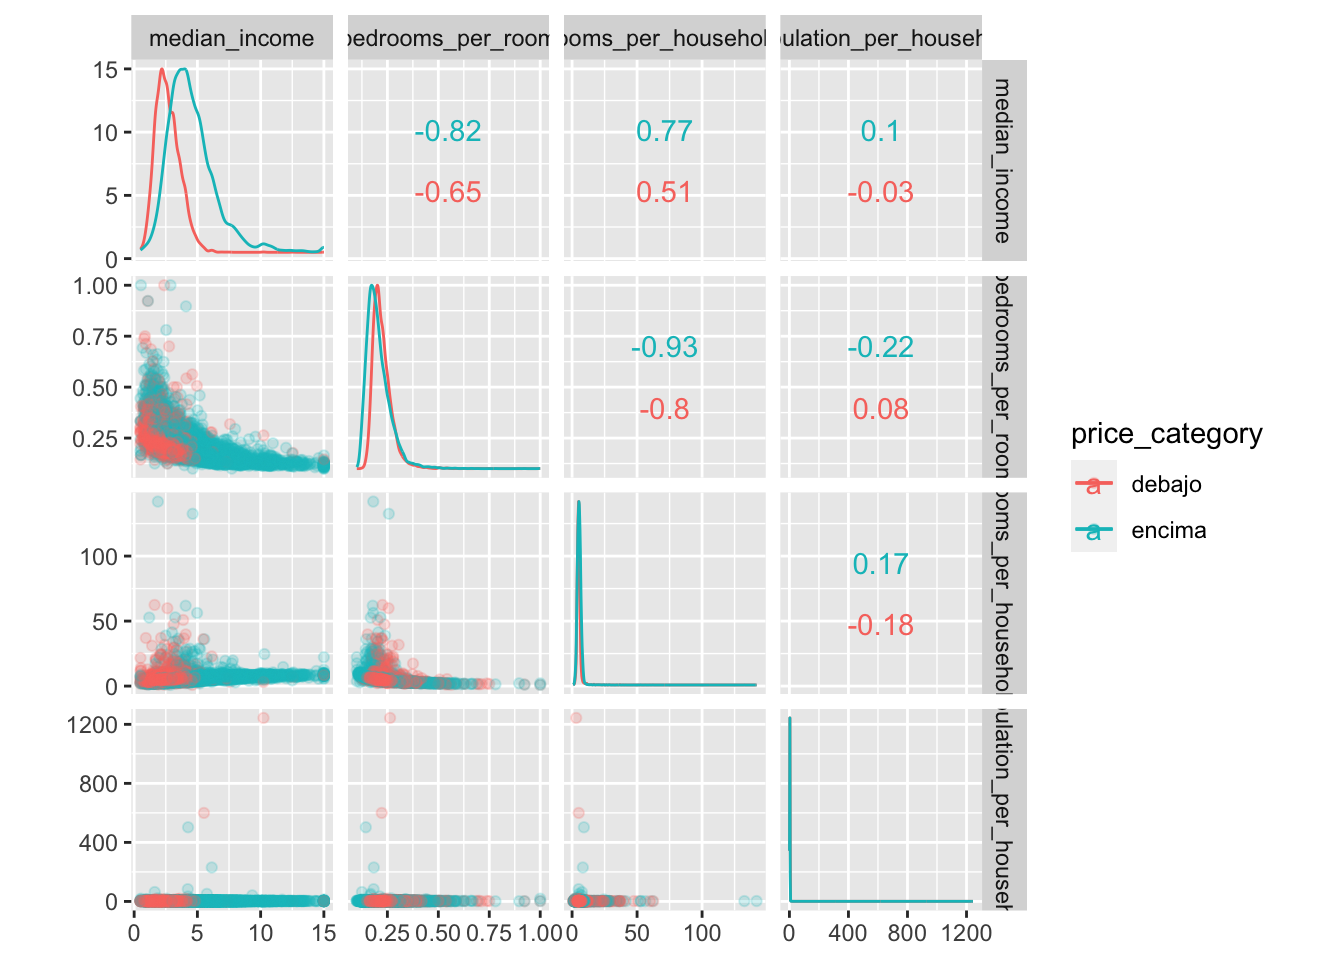 median_income
bedrooms_per_room
ooms_per_househol
ulation_per_househ
median_income
15
10
5
0
-0.82
-0.65
0.77
0.51
0.1
-0.03
bedrooms_per_room
1.00
0.75
0.50
0.25
-0.93
-0.8
-0.22
0.08
ooms_per_househol
100
50
0
0.17
-0.18
ulation_per_househ
1200
800
400
0
0 5 10 15
0.25 0.50 0.75 1.00
0 50 100
0 400 800 1200
price_category
a debajo
a encima